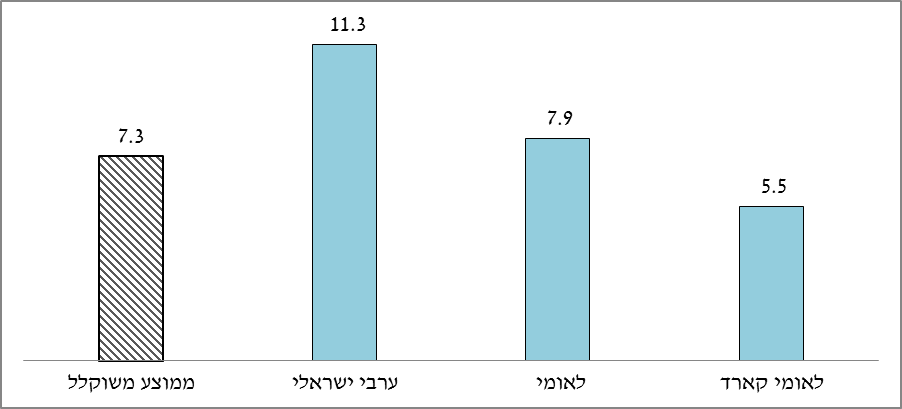 11.3
7.9
7.3
5.5
לאומי קארד
לאומי
ערבי ישראלי
ממוצע משוקלל